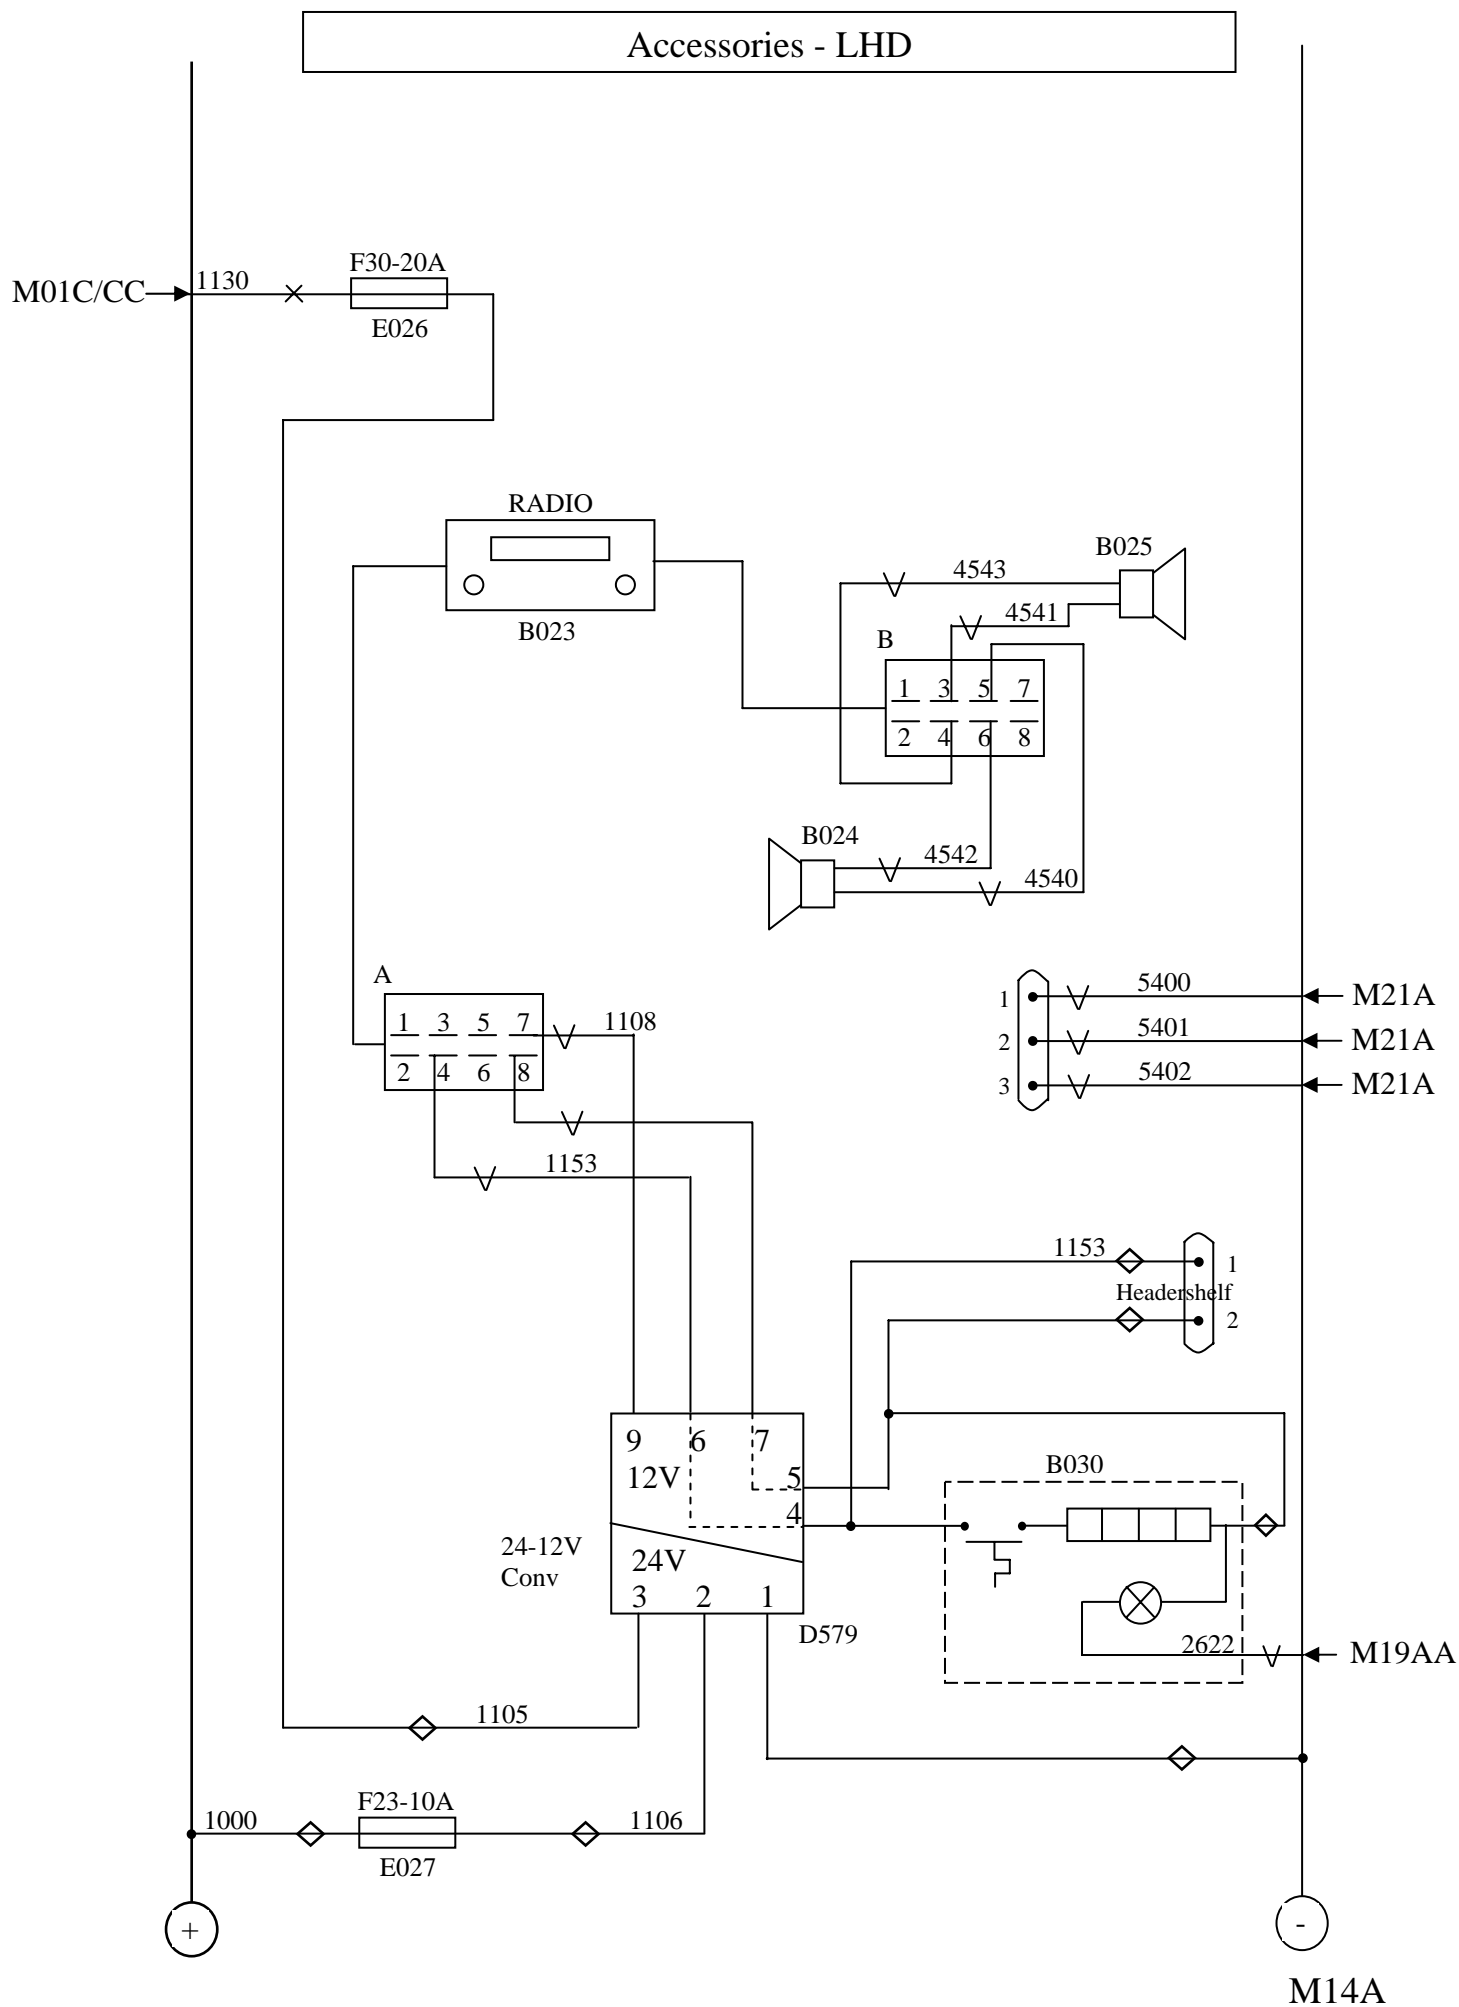 Accessories - LHD
F30-20A
1130
M01C/CC
E026
RADIO
B023
B025
4543
4541
B
1 3 5 7
2 4 6 8
B024
4542
4540
A
1 3 5 7
2 4 6 8
1108
1153
1 5400 M21A
2 5401 M21A
3 5402 M21A
1153
1
Headershelf
2
9 6 7
12V 5
4
24-12V
Conv
24V
3 2 1
D579
B030
2622
M19AA
1105
F23-10A
1000
1106
E027
+
-
M14A